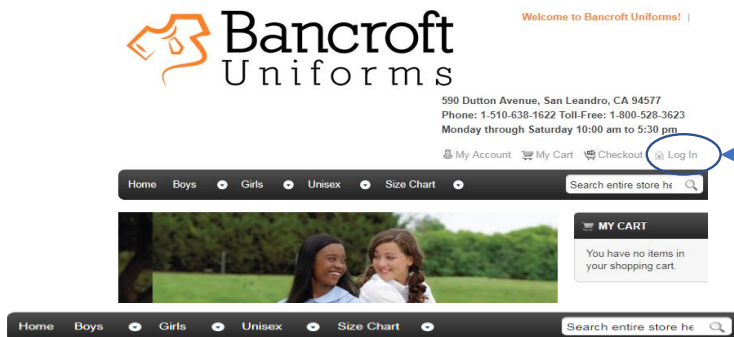 Welcome to Bancroft Uniforms! |
Bancroft
Uniforms
590 Dutton Avenue, San Leandro, CA 94577
Phone: 1-510-638-1622 Toll-Free: 1-800-528-3623
Monday through Saturday 10:00 am to 5:30 pm
My Account My Cart Checkout Log In
Home Boys Girls Unisex Size Chart Search entire store he
MY CART
You have no items in
your shopping cart.
Home Boys Girls Unisex Size Chart Search entire store he